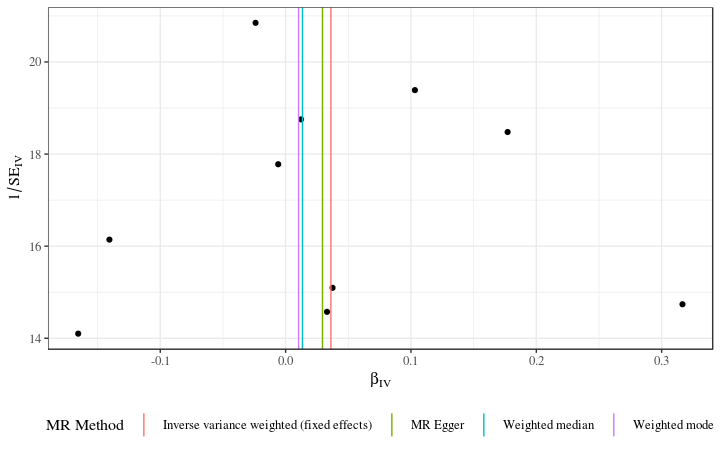 20
18
16
14
1/SE_IV
-0.1 0.0 0.1 0.2 0.3
β_IV
MR Method Inverse variance weighted (fixed effects) MR Egger Weighted median Weighted mode